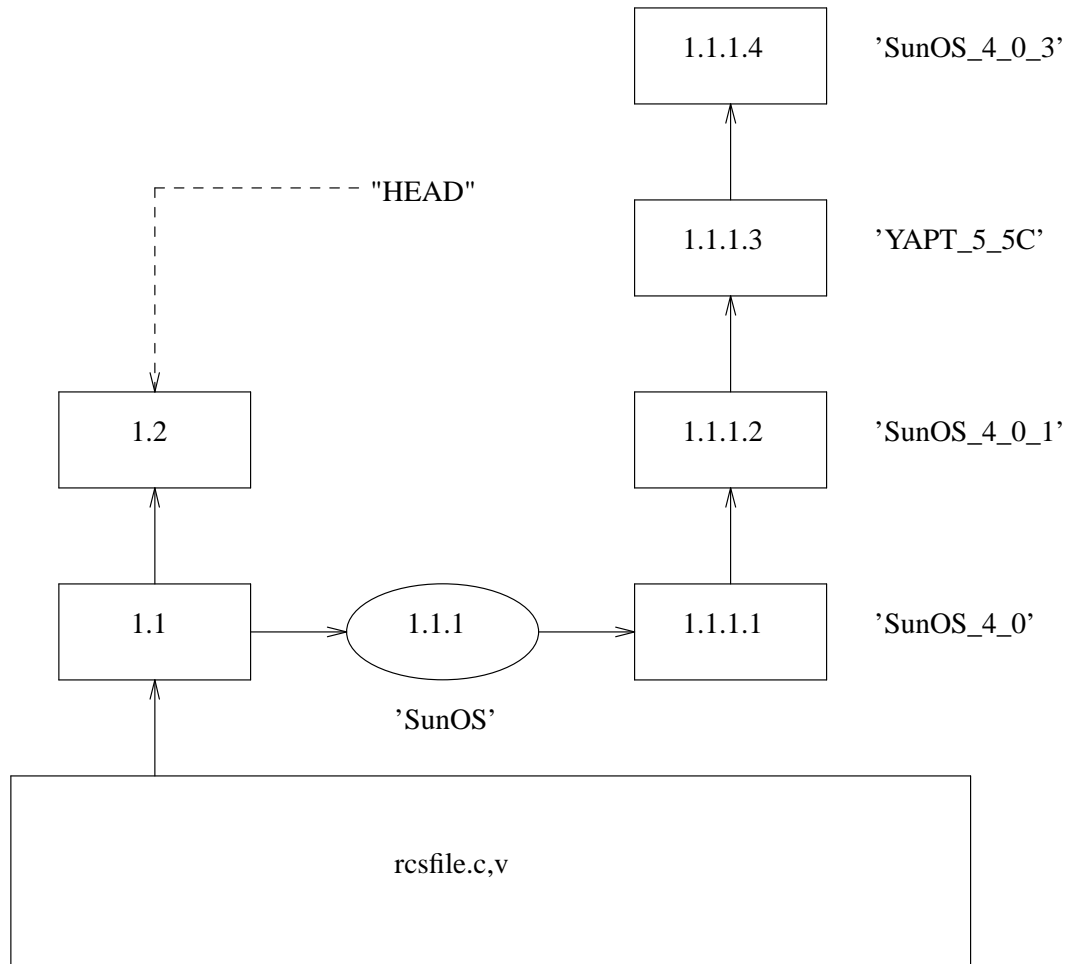 1.1.1.4 ’SunOS_4_0_3’
"HEAD"
1.1.1.3 ’YAPT_5_5C’
1.2 1.1.1.2 ’SunOS_4_0_1’
1.1 1.1.1 1.1.1.1 ’SunOS_4_0’
’SunOS’
rcsfile.c,v